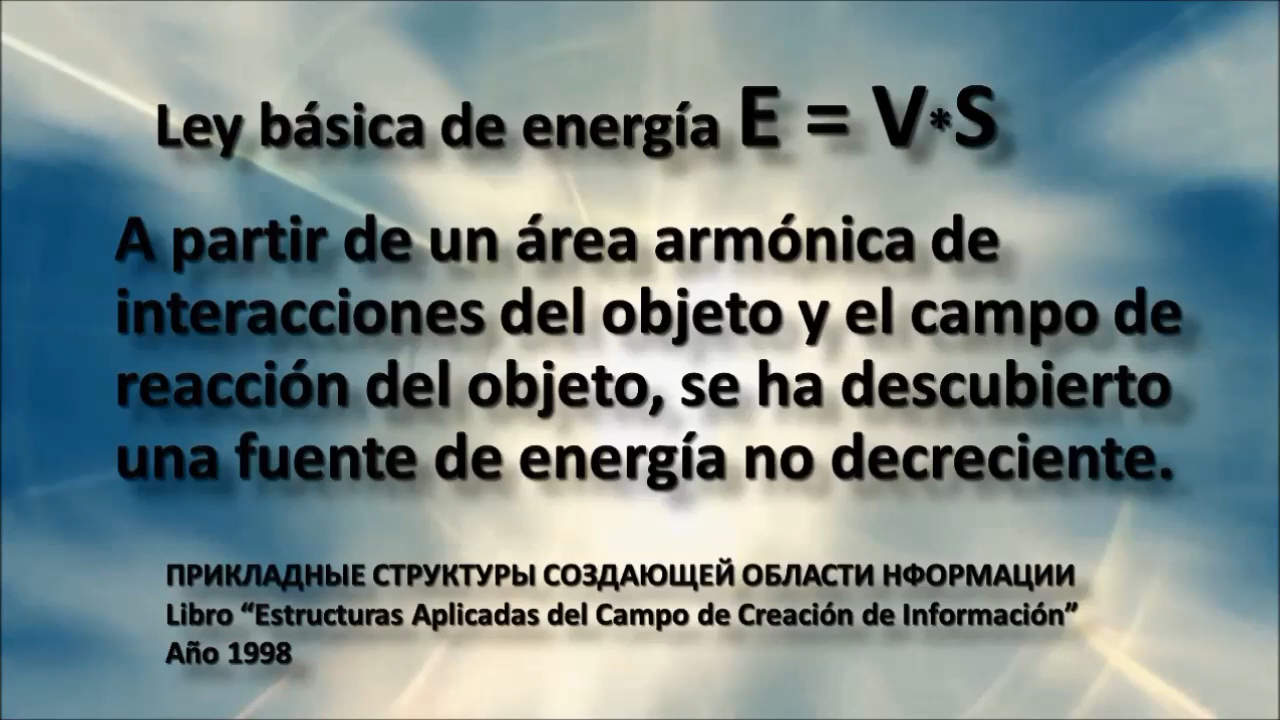 Ley básica de energía E = V*S
A partir de un área armónica de
interacciones del objeto y el campo de
reacción del objeto, se ha descubierto
una fuente de energía no decreciente.
ПРИКЛАДНЫЕ СТРУКТУРЫ СОЗДАЮЩЕЙ ОБЛАСТИ НФОРМАЦИИ
Libro “Estructuras Aplicadas del Campo de Creación de Información”
Año 1998